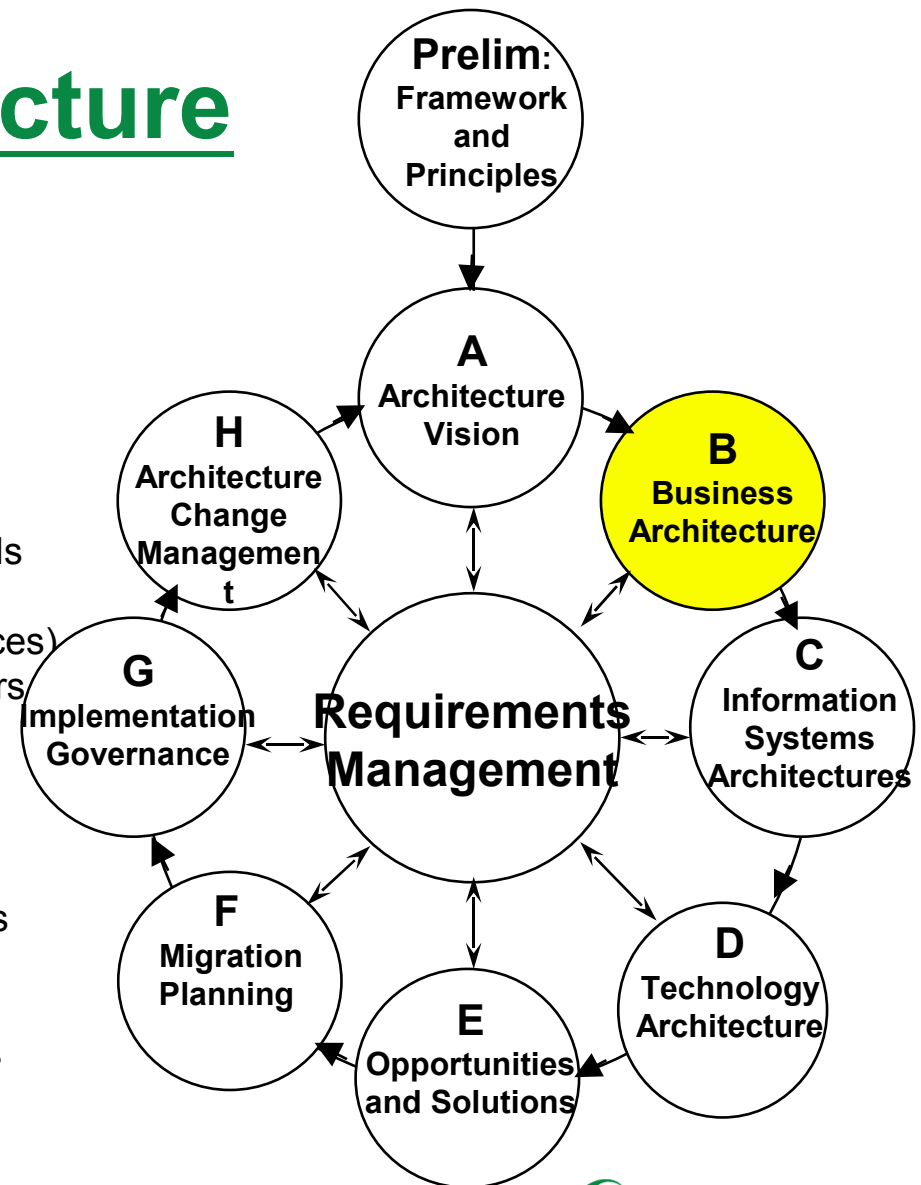 cture
Prelim:
Framework
and
Principles
A
Architecture
Vision
H
Architecture
Change
Managemen
t
B
Business
Architecture
ls
ces)
rs
G
Implementation
Governance
Requirements
Management
C
Information
Systems
Architectures
s
F
Migration
Planning
E
Opportunities
and Solutions
D
Technology
Architecture